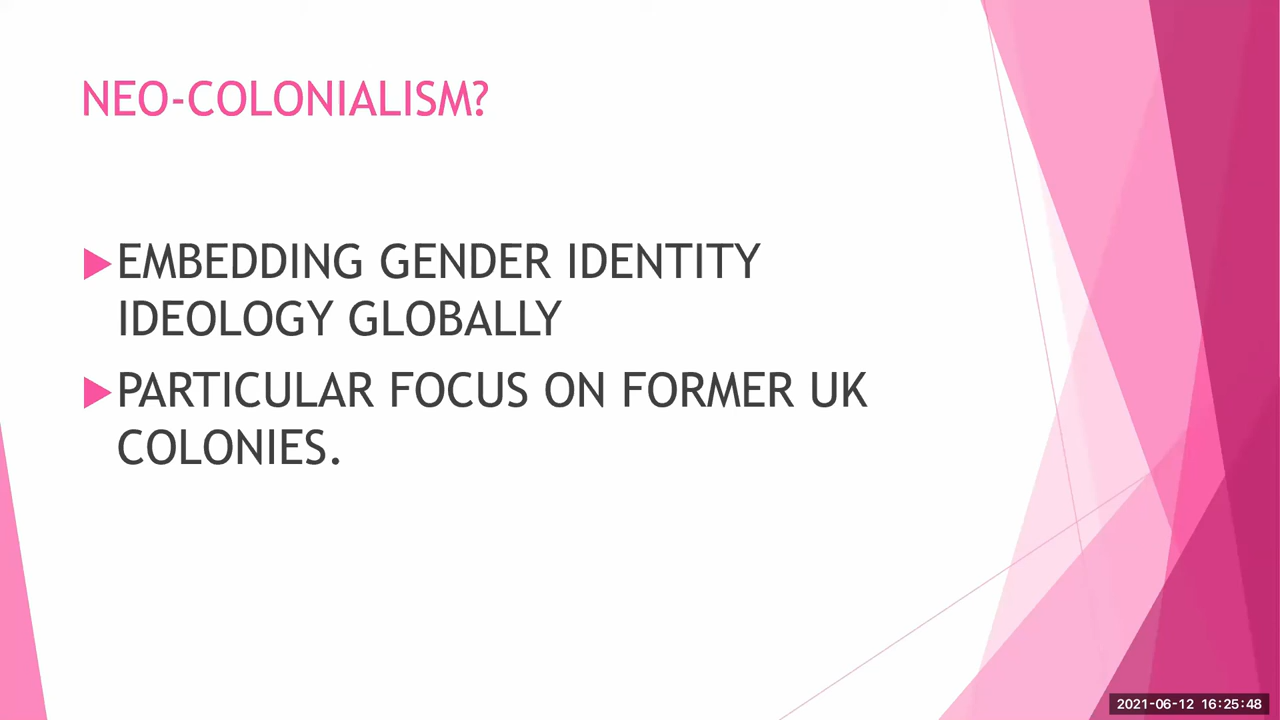 NEO-COLONIALISM?
EMBEDDING GENDER IDENTITY
IDEOLOGY GLOBALLY
PARTICULAR FOCUS ON FORMER UK
COLONIES.
2021-06-12 16:25:48